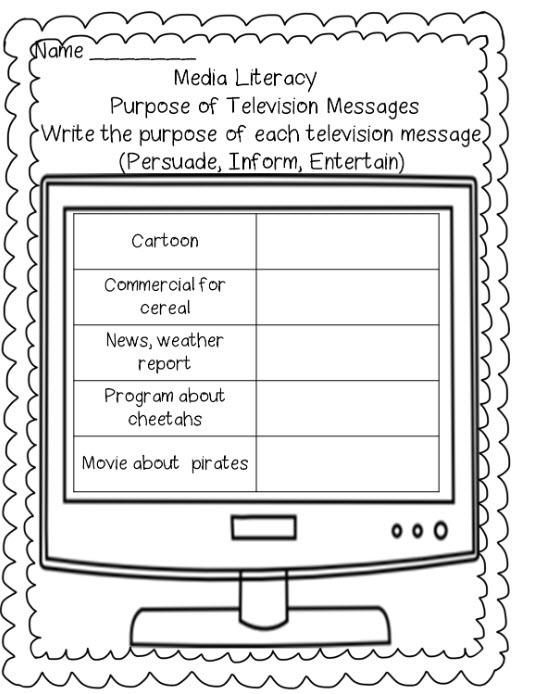 Name ________
Media Literacy
Purpose of Television Messages
Write the purpose of each television message
(Persuade, Inform, Entertain)
Cartoon
Commercial for
cereal
News, weather
report
Program about
cheetahs
Movie about pirates